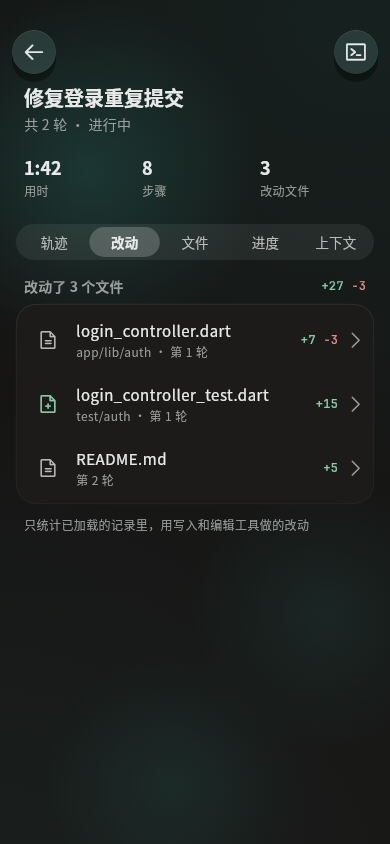 修复登录重复提交
共 2 轮 · 进行中
1:42 8 3
用时 步骤 改动文件
轨迹 改动 文件 进度 上下文
改动了 3 个文件 +27 -3
login_controller.dart +7 -3
app/lib/auth · 第 1 轮
login_controller_test.dart +15
test/auth · 第 1 轮
README.md +5
第 2 轮
只统计已加载的记录里，用写入和编辑工具做的改动